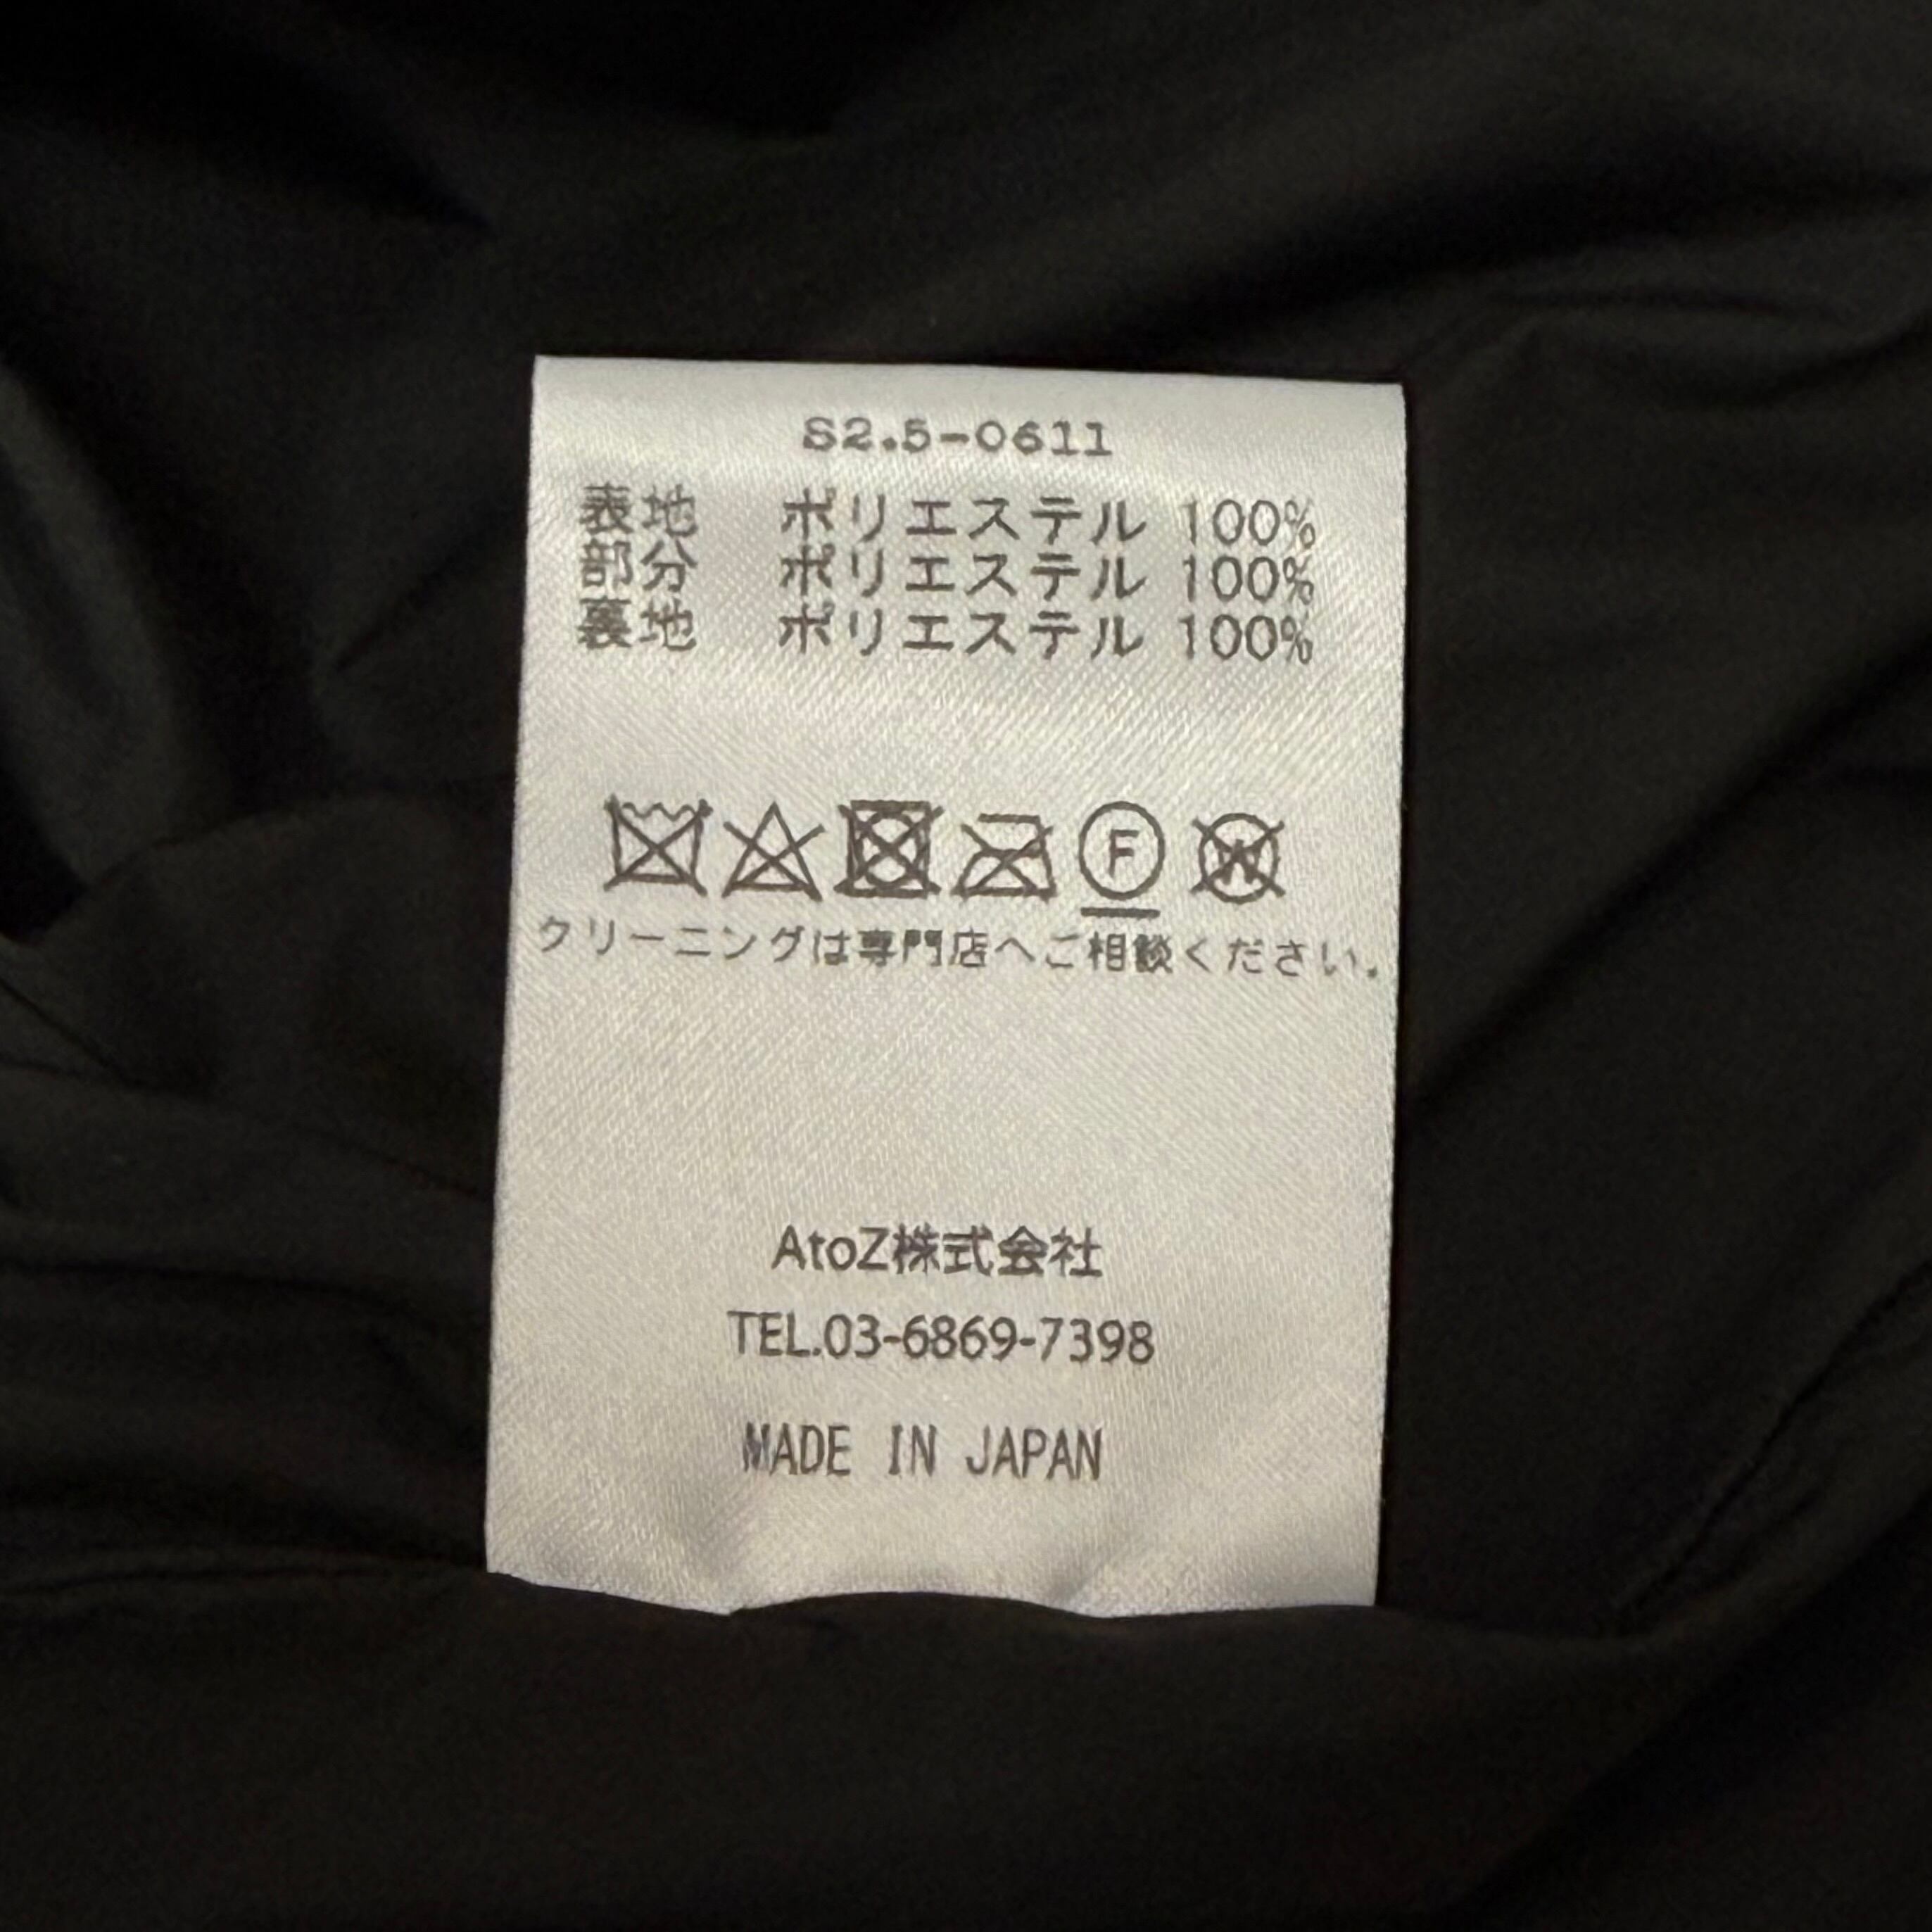 S2.5-0611
表地 ポリエステル 100%
部分 ポリエステル 100%
裏地 ポリエステル 100%
F W
クリーニングは専門店へご相談ください.
AtoZ株式会社
TEL.03-6869-7398
MADE IN JAPAN